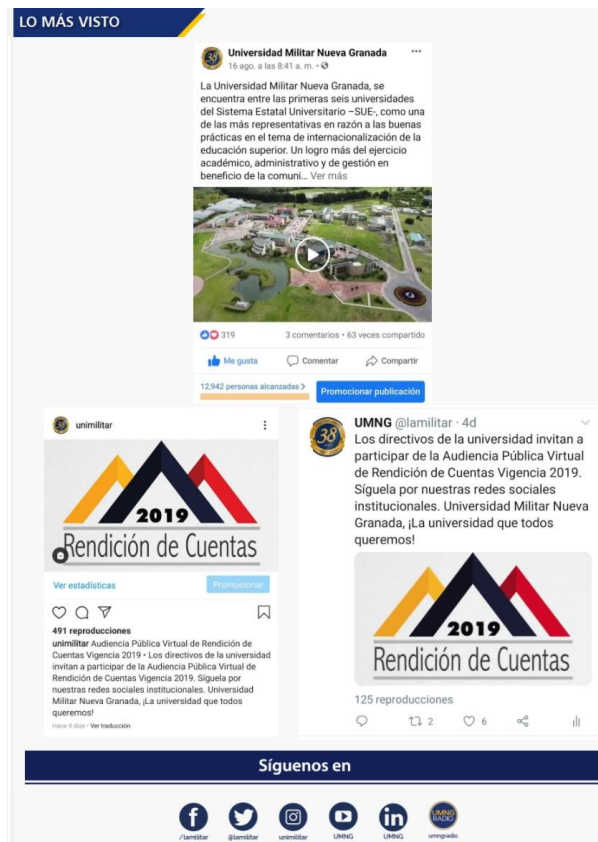 LO MÁS VISTO
Universidad Militar Nueva Granada
16 ago. a las 8:41 a. m.
La Universidad Militar Nueva Granada, se
encuentra entre las primeras seis universidades
del Sistema Estatal Universitario –SUE-, como una
de las más representativas en razón a las buenas
prácticas en el tema de internacionalización de la
educación superior. Un logro más del ejercicio
académico, administrativo y de gestión en
beneficio de la comuni... Ver más
319
3 comentarios • 63 veces compartido
Me gusta
Comentar
Compartir
12,942 personas alcanzadas >
Promocionar publicación
unimilitar
2019
Rendición de Cuentas
Ver estadísticas
Promocionar
491 reproducciones
unimilitar Audiencia Pública Virtual de Rendición de
Cuentas Vigencia 2019 • Los directivos de la universidad
invitan a participar de la Audiencia Pública Virtual de
Rendición de Cuentas Vigencia 2019. Síguela por
nuestras redes sociales institucionales. Universidad
Militar Nueva Granada, ¡La universidad que todos
queremos!
Hace 4 días • Ver traducción
38
UMNG @lamilitar · 4d
Los directivos de la universidad invitan a
participar de la Audiencia Pública Virtual
de Rendición de Cuentas Vigencia 2019.
Síguela por nuestras redes sociales
institucionales. Universidad Militar Nueva
Granada, ¡La universidad que todos
queremos!
2019
Rendición de Cuentas
125 reproducciones
2
6
Síguenos en
/lamilitar
@lamilitar
unimilitar
UMNG
UMNG
UMNG
RADIO
umngradio